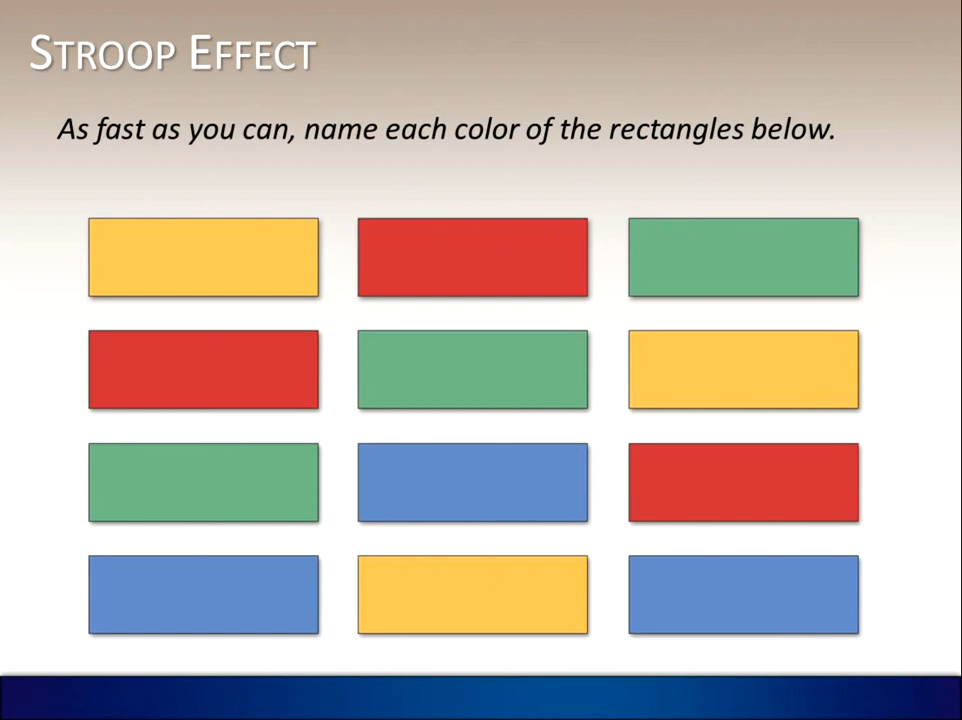 STROOP EFFECT
As fast as you can, name each color of the rectangles below.